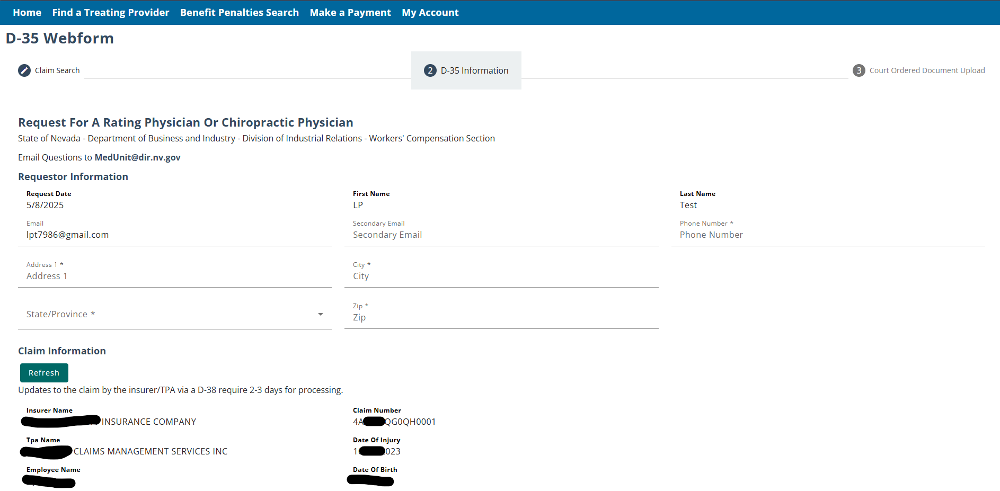 Home Find a Treating Provider Benefit Penalties Search Make a Payment My Account
D-35 Webform
Claim Search
2 D-35 Information
3 Court Ordered Document Upload
Request For A Rating Physician Or Chiropractic Physician
State of Nevada - Department of Business and Industry - Division of Industrial Relations - Workers' Compensation Section
Email Questions to MedUnit@dir.nv.gov
Requestor Information
Request Date First Name Last Name
5/8/2025 LP Test
Email Secondary Email Phone Number *
lpt7986@gmail.com Secondary Email Phone Number
Address 1 * City *
Address 1 City
State/Province *
Zip *
Zip
Claim Information
Refresh
Updates to the claim by the insurer/TPA via a D-38 require 2-3 days for processing.
Insurer Name Claim Number
INSURANCE COMPANY 4A QG0QH0001
Tpa Name Date Of Injury
CLAIMS MANAGEMENT SERVICES INC 1 023
Employee Name Date Of Birth